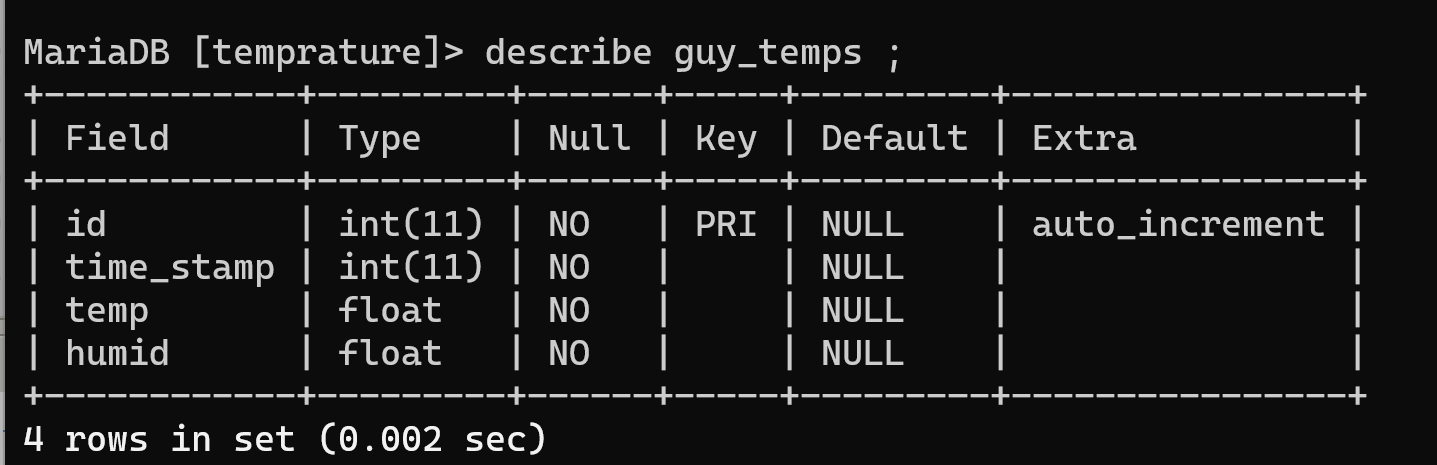 MariaDB [temprature]> describe guy_temps ;
+------------+---------+------+-----+---------+----------------+
| Field      | Type    | Null | Key | Default | Extra          |
+------------+---------+------+-----+---------+----------------+
| id         | int(11) | NO   | PRI | NULL    | auto_increment |
| time_stamp | int(11) | NO   |     | NULL    |                |
| temp       | float   | NO   |     | NULL    |                |
| humid      | float   | NO   |     | NULL    |                |
+------------+---------+------+-----+---------+----------------+
4 rows in set (0.002 sec)